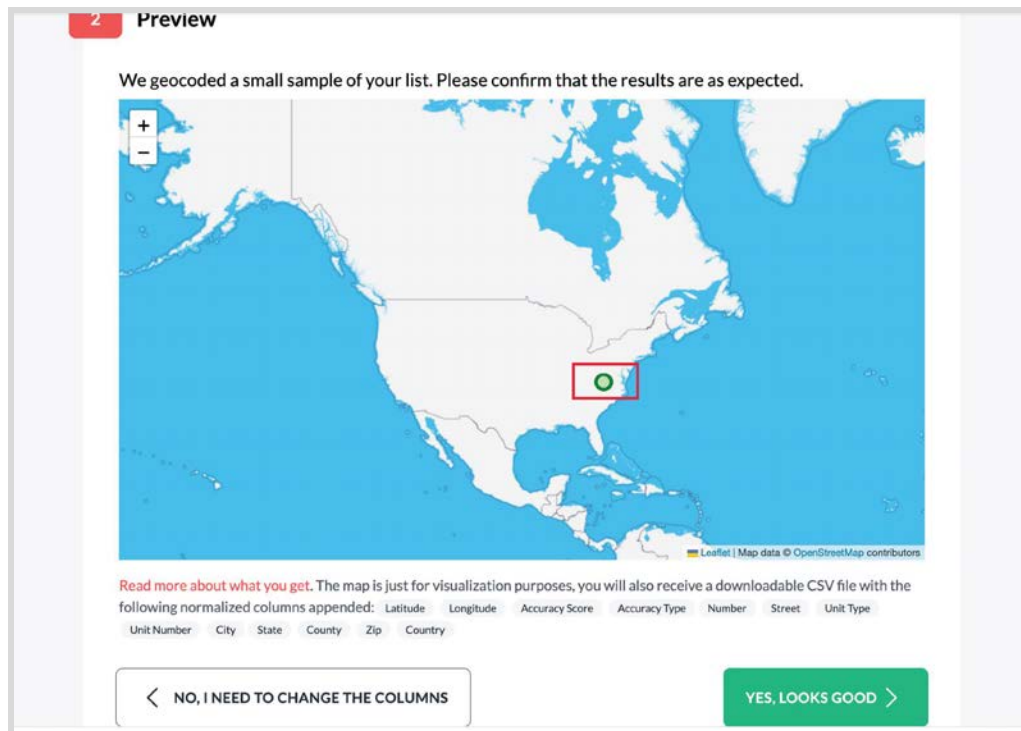 2 Preview
We geocoded a small sample of your list. Please confirm that the results are as expected.
+
−
Leaflet | Map data © OpenStreetMap contributors
Read more about what you get. The map is just for visualization purposes, you will also receive a downloadable CSV file with the
following normalized columns appended: Latitude Longitude Accuracy Score Accuracy Type Number Street Unit Type
Unit Number City State County Zip Country
NO, I NEED TO CHANGE THE COLUMNS
YES, LOOKS GOOD